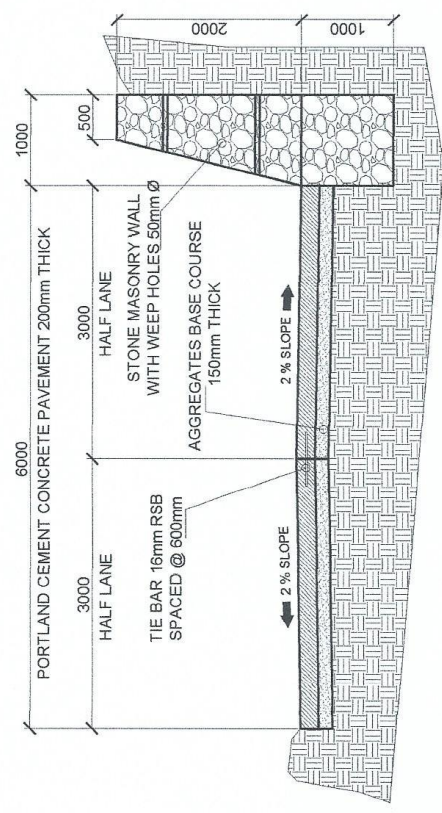 6000
1000
PORTLAND CEMENT CONCRETE PAVEMENT 200mm THICK
500
3000
3000
HALF LANE
HALF LANE
STONE MASONRY WALL
WITH WEEP HOLES 50mm Ø
TIE BAR 16mm RSB
SPACED @ 600mm
AGGREGATES BASE COURSE
150mm THICK
2000
2 % SLOPE
2 % SLOPE
1000